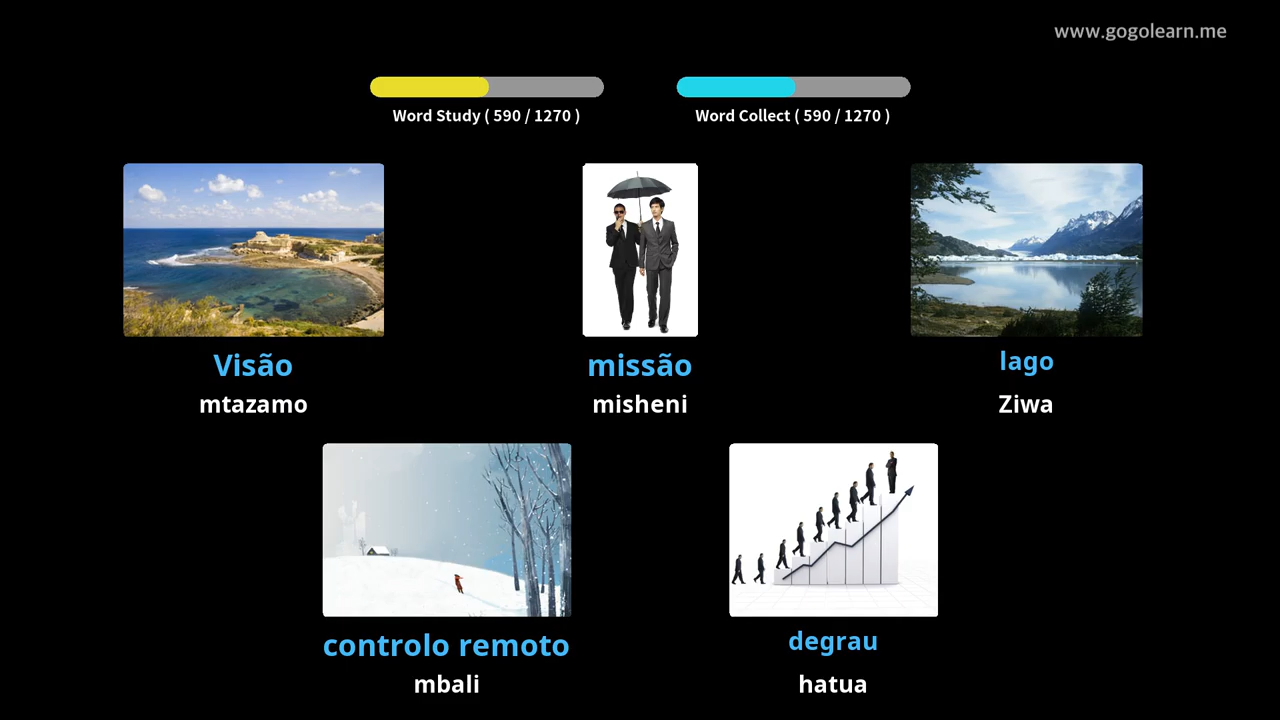 www.gogolearn.me
Word Study ( 590 / 1270 )
Word Collect ( 590 / 1270 )
Visão
missão
lago
mtazamo
misheni
Ziwa
controlo remoto
degrau
mbali
hatua